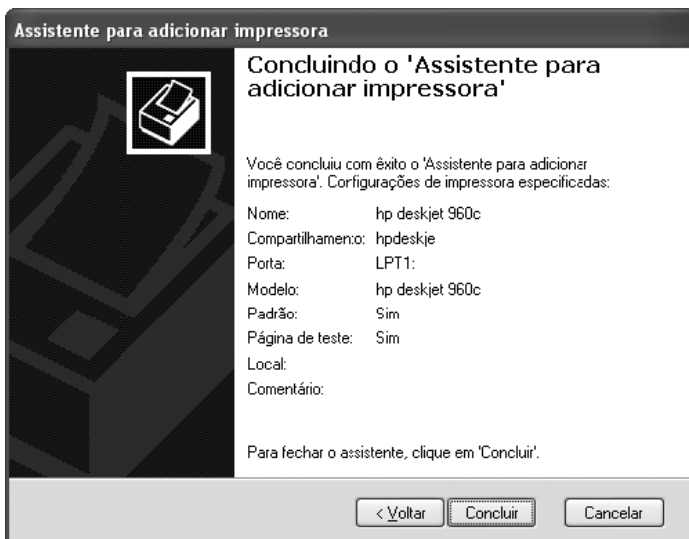 Assistente para adicionar impressora
Concluindo o 'Assistente para
adicionar impressora'
Você concluiu com êxito o 'Assistente para adicionar
impressora'. Configurações de impressora especificadas:
Nome: hp deskjet 960c
Compartilhamento: hpdeskje
Porta: LPT1:
Modelo: hp deskjet 960c
Padrão: Sim
Página de teste: Sim
Local:
Comentário:
Para fechar o assistente, clique em 'Concluir'.
< Voltar Concluir Cancelar